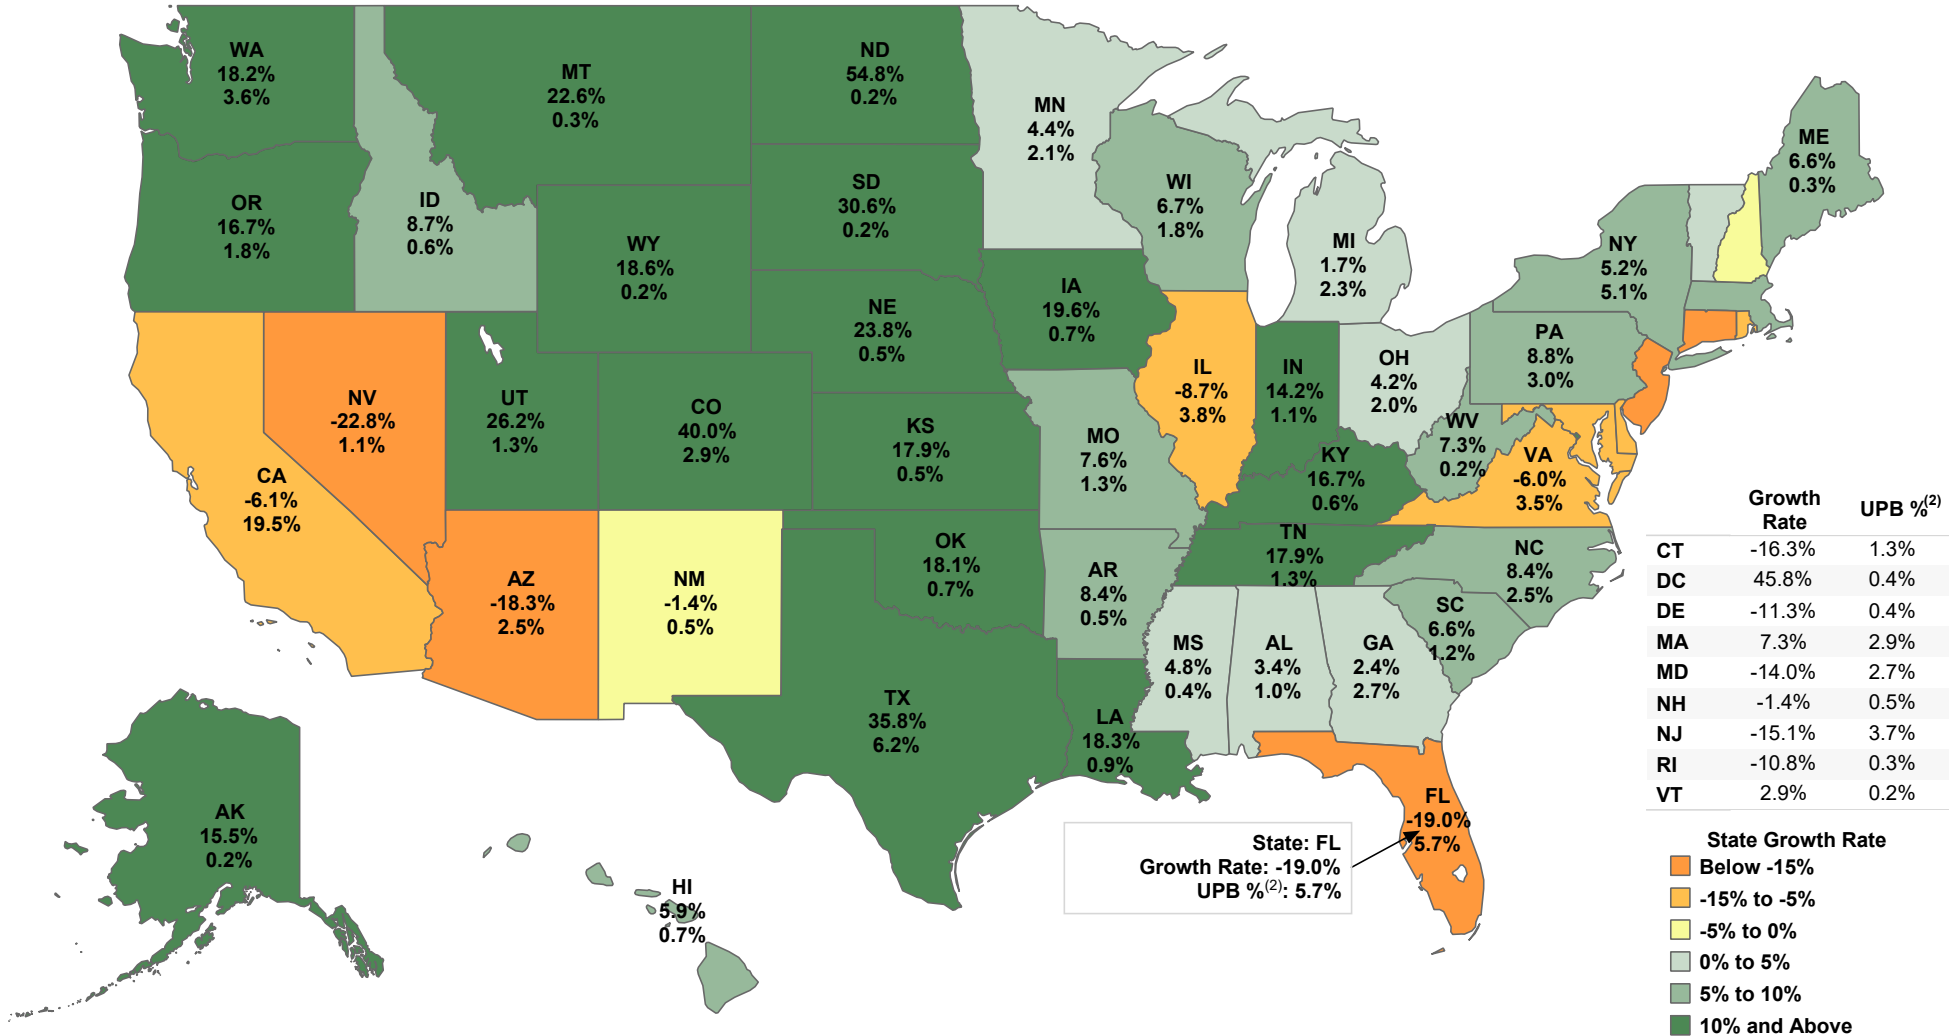 WA
18.2%
3.6%
MT
22.6%
0.3%
ND
54.8%
0.2%
MN
4.4%
2.1%
ME
6.6%
0.3%
OR
16.7%
1.8%
ID
8.7%
0.6%
SD
30.6%
0.2%
WI
6.7%
1.8%
WY
18.6%
0.2%
MI
1.7%
2.3%
NY
5.2%
5.1%
IA
19.6%
0.7%
NE
23.8%
0.5%
PA
8.8%
3.0%
NV
-22.8%
1.1%
UT
26.2%
1.3%
CO
40.0%
2.9%
IL
-8.7%
3.8%
IN
14.2%
1.1%
OH
4.2%
2.0%
KS
17.9%
0.5%
MO
7.6%
1.3%
WV
7.3%
0.2%
CA
-6.1%
19.5%
KY
16.7%
0.6%
VA
-6.0%
3.5%
OK
18.1%
0.7%
TN
17.9%
1.3%
NC
8.4%
2.5%
AZ
-18.3%
2.5%
NM
-1.4%
0.5%
AR
8.4%
0.5%
SC
6.6%
1.2%
MS
4.8%
0.4%
AL
3.4%
1.0%
GA
2.4%
2.7%
TX
35.8%
6.2%
LA
18.3%
0.9%
FL
-19.0%
5.7%
AK
15.5%
0.2%
HI
5.9%
0.7%
State: FL
Growth Rate: -19.0%
UPB %(2): 5.7%
Growth Rate UPB %(2)
CT -16.3% 1.3%
DC 45.8% 0.4%
DE -11.3% 0.4%
MA 7.3% 2.9%
MD -14.0% 2.7%
NH -1.4% 0.5%
NJ -15.1% 3.7%
RI -10.8% 0.3%
VT 2.9% 0.2%
State Growth Rate
Below -15%
-15% to -5%
-5% to 0%
0% to 5%
5% to 10%
10% and Above